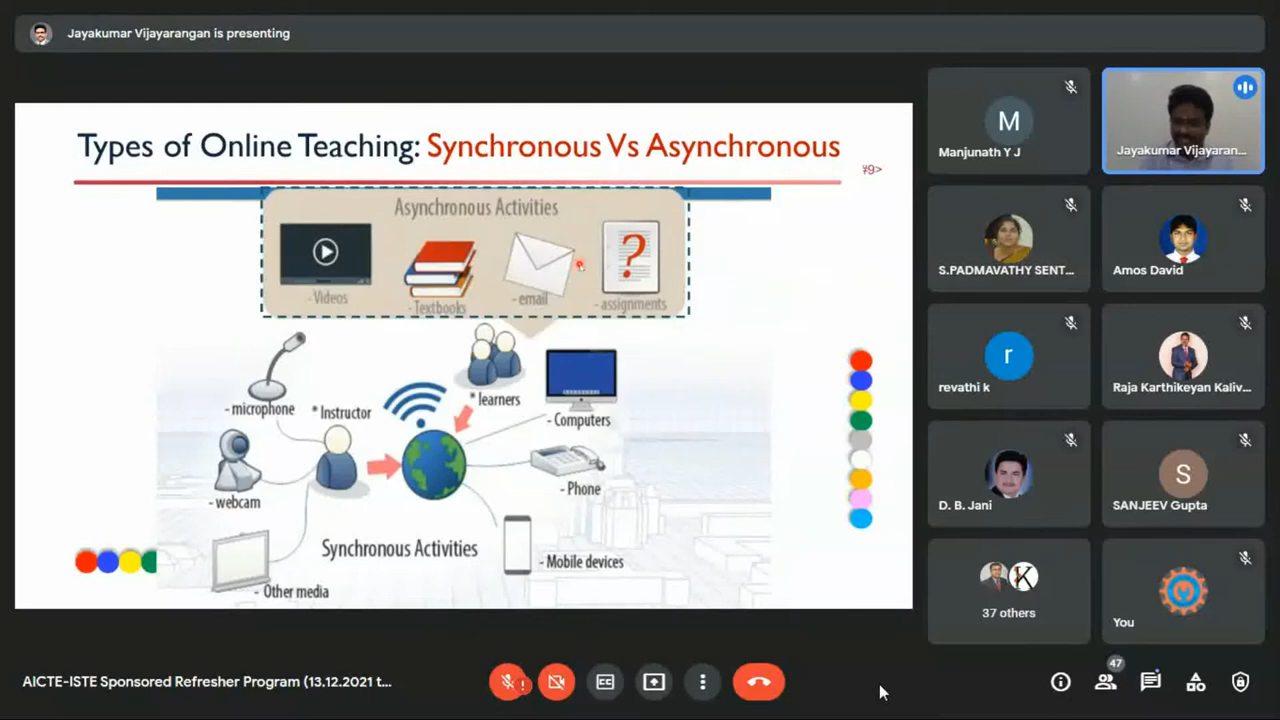 Jayakumar Vijayarangan is presenting
Types of Online Teaching: Synchronous Vs Asynchronous
#9>
Asynchronous Activities
- Videos
- Textbooks
- email
?
- assignments
- microphone
* Instructor
* learners
- Computers
- webcam
- Phone
Synchronous Activities
- Mobile devices
- Other media
M
Manjunath Y J
Jayakumar Vijayaran...
S.PADMAVATHY SENT...
Amos David
r
revathi k
Raja Karthikeyan Kaliv...
D. B. Jani
S
SANJEEV Gupta
K
37 others
You
AICTE-ISTE Sponsored Refresher Program (13.12.2021 t...
!
CC
47